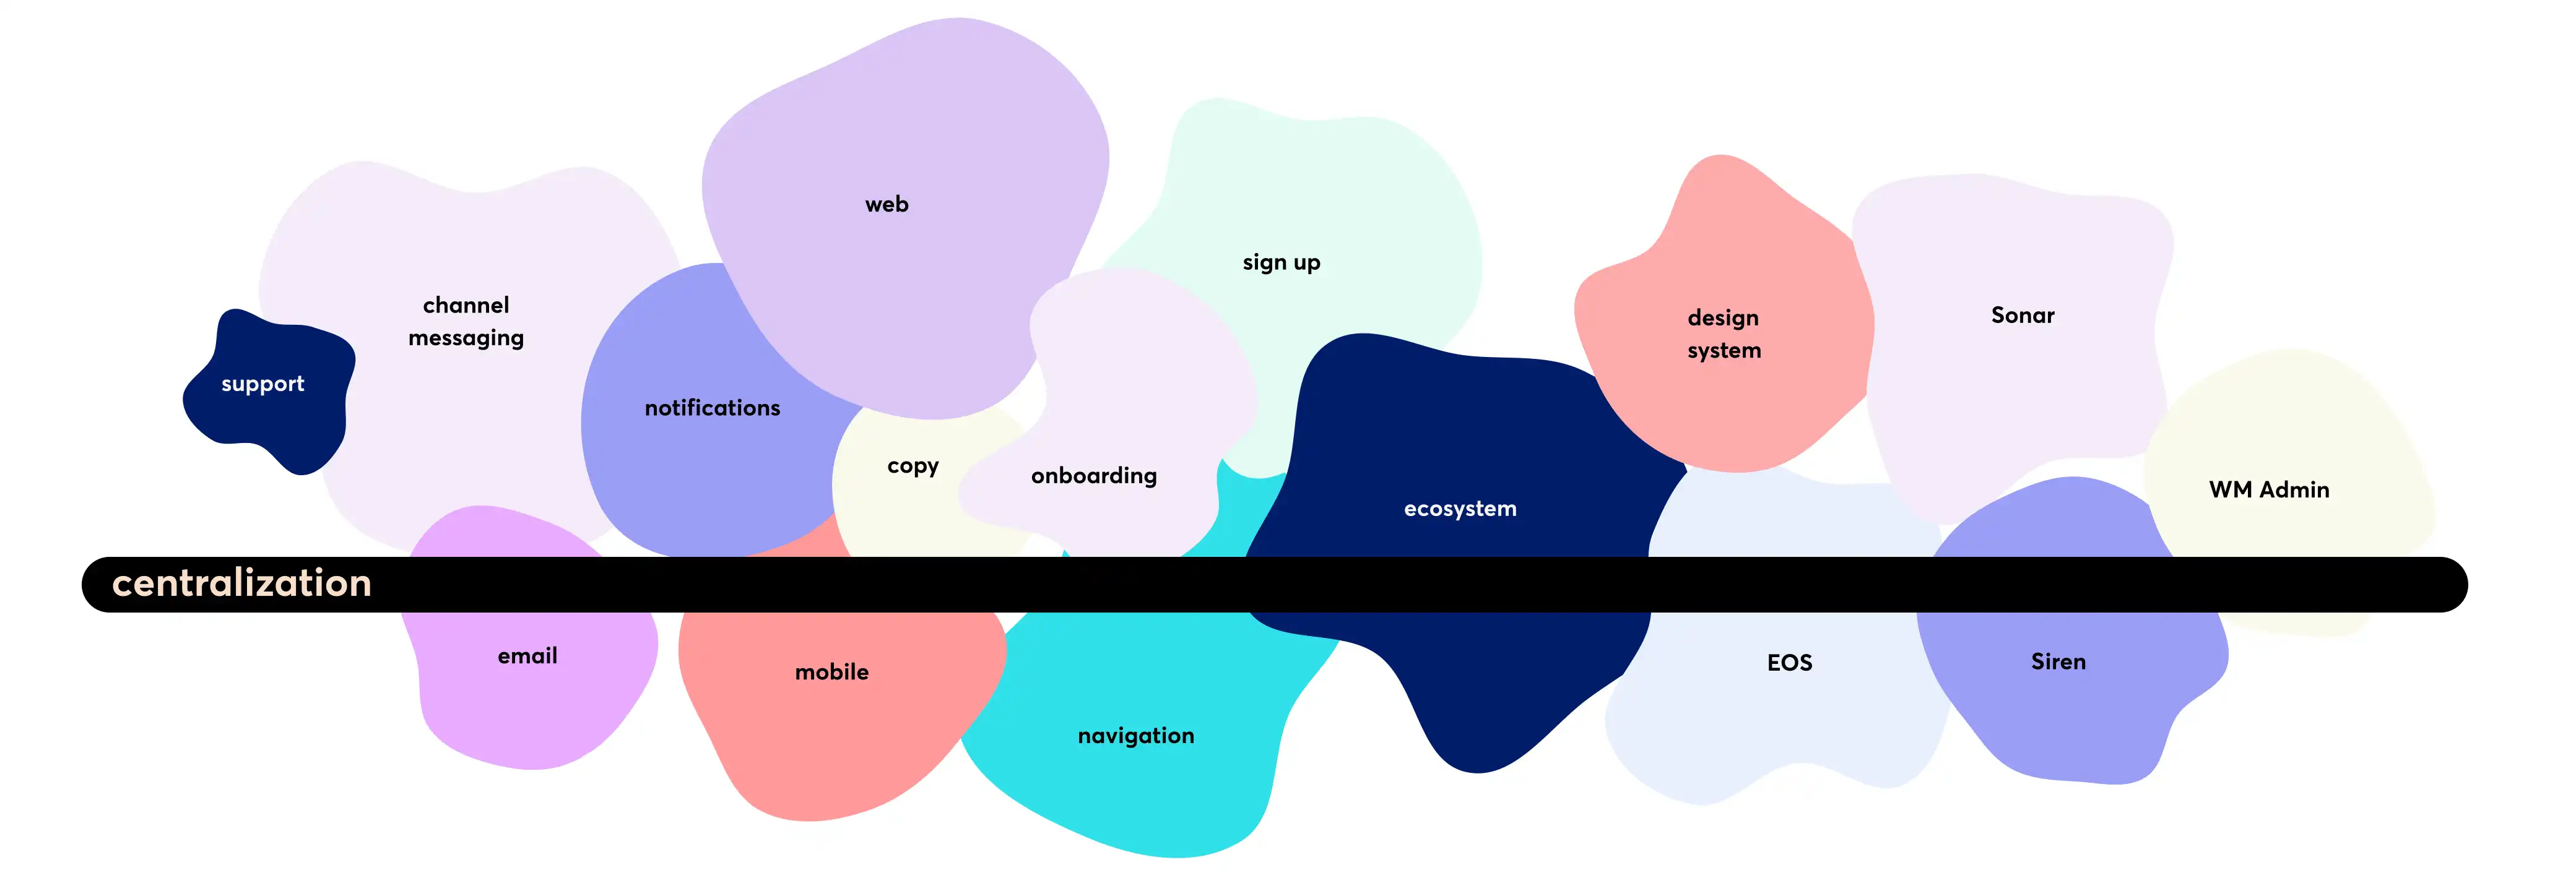 web
sign up
channel
messaging
design
system
Sonar
support
notifications
copy
onboarding
ecosystem
WM Admin
centralization
email
mobile
navigation
EOS
Siren